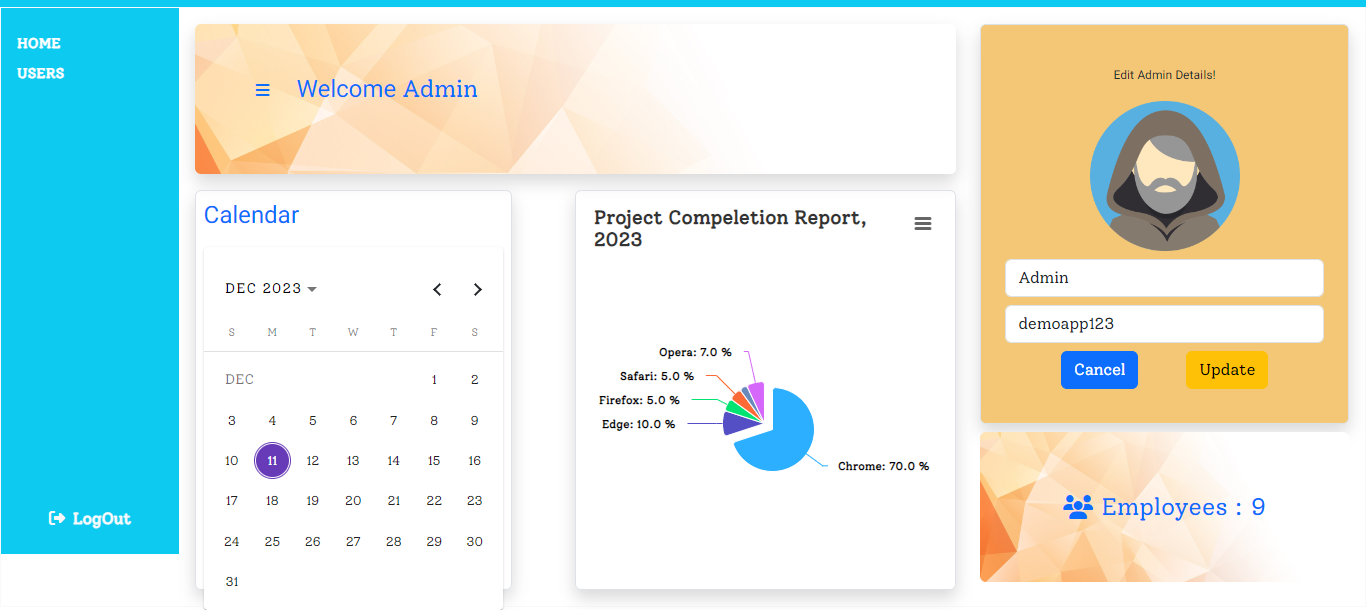 HOME
USERS
LogOut
Welcome Admin
Calendar
DEC 2023
S M T W T F S
DEC 1 2
3 4 5 6 7 8 9
10 11 12 13 14 15 16
17 18 19 20 21 22 23
24 25 26 27 28 29 30
31
Project Compeletion Report,
2023
Opera: 7.0 %
Safari: 5.0 %
Firefox: 5.0 %
Edge: 10.0 %
Chrome: 70.0 %
Edit Admin Details!
Admin
demoapp123
Cancel Update
Employees : 9